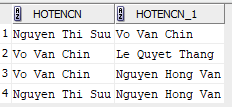 HOTENCN HOTENCN_1
1 Nguyen Thi Suu Vo Van Chin
2 Vo Van Chin Le Quyet Thang
3 Vo Van Chin Nguyen Hong Van
4 Nguyen Thi Suu Nguyen Hong Van